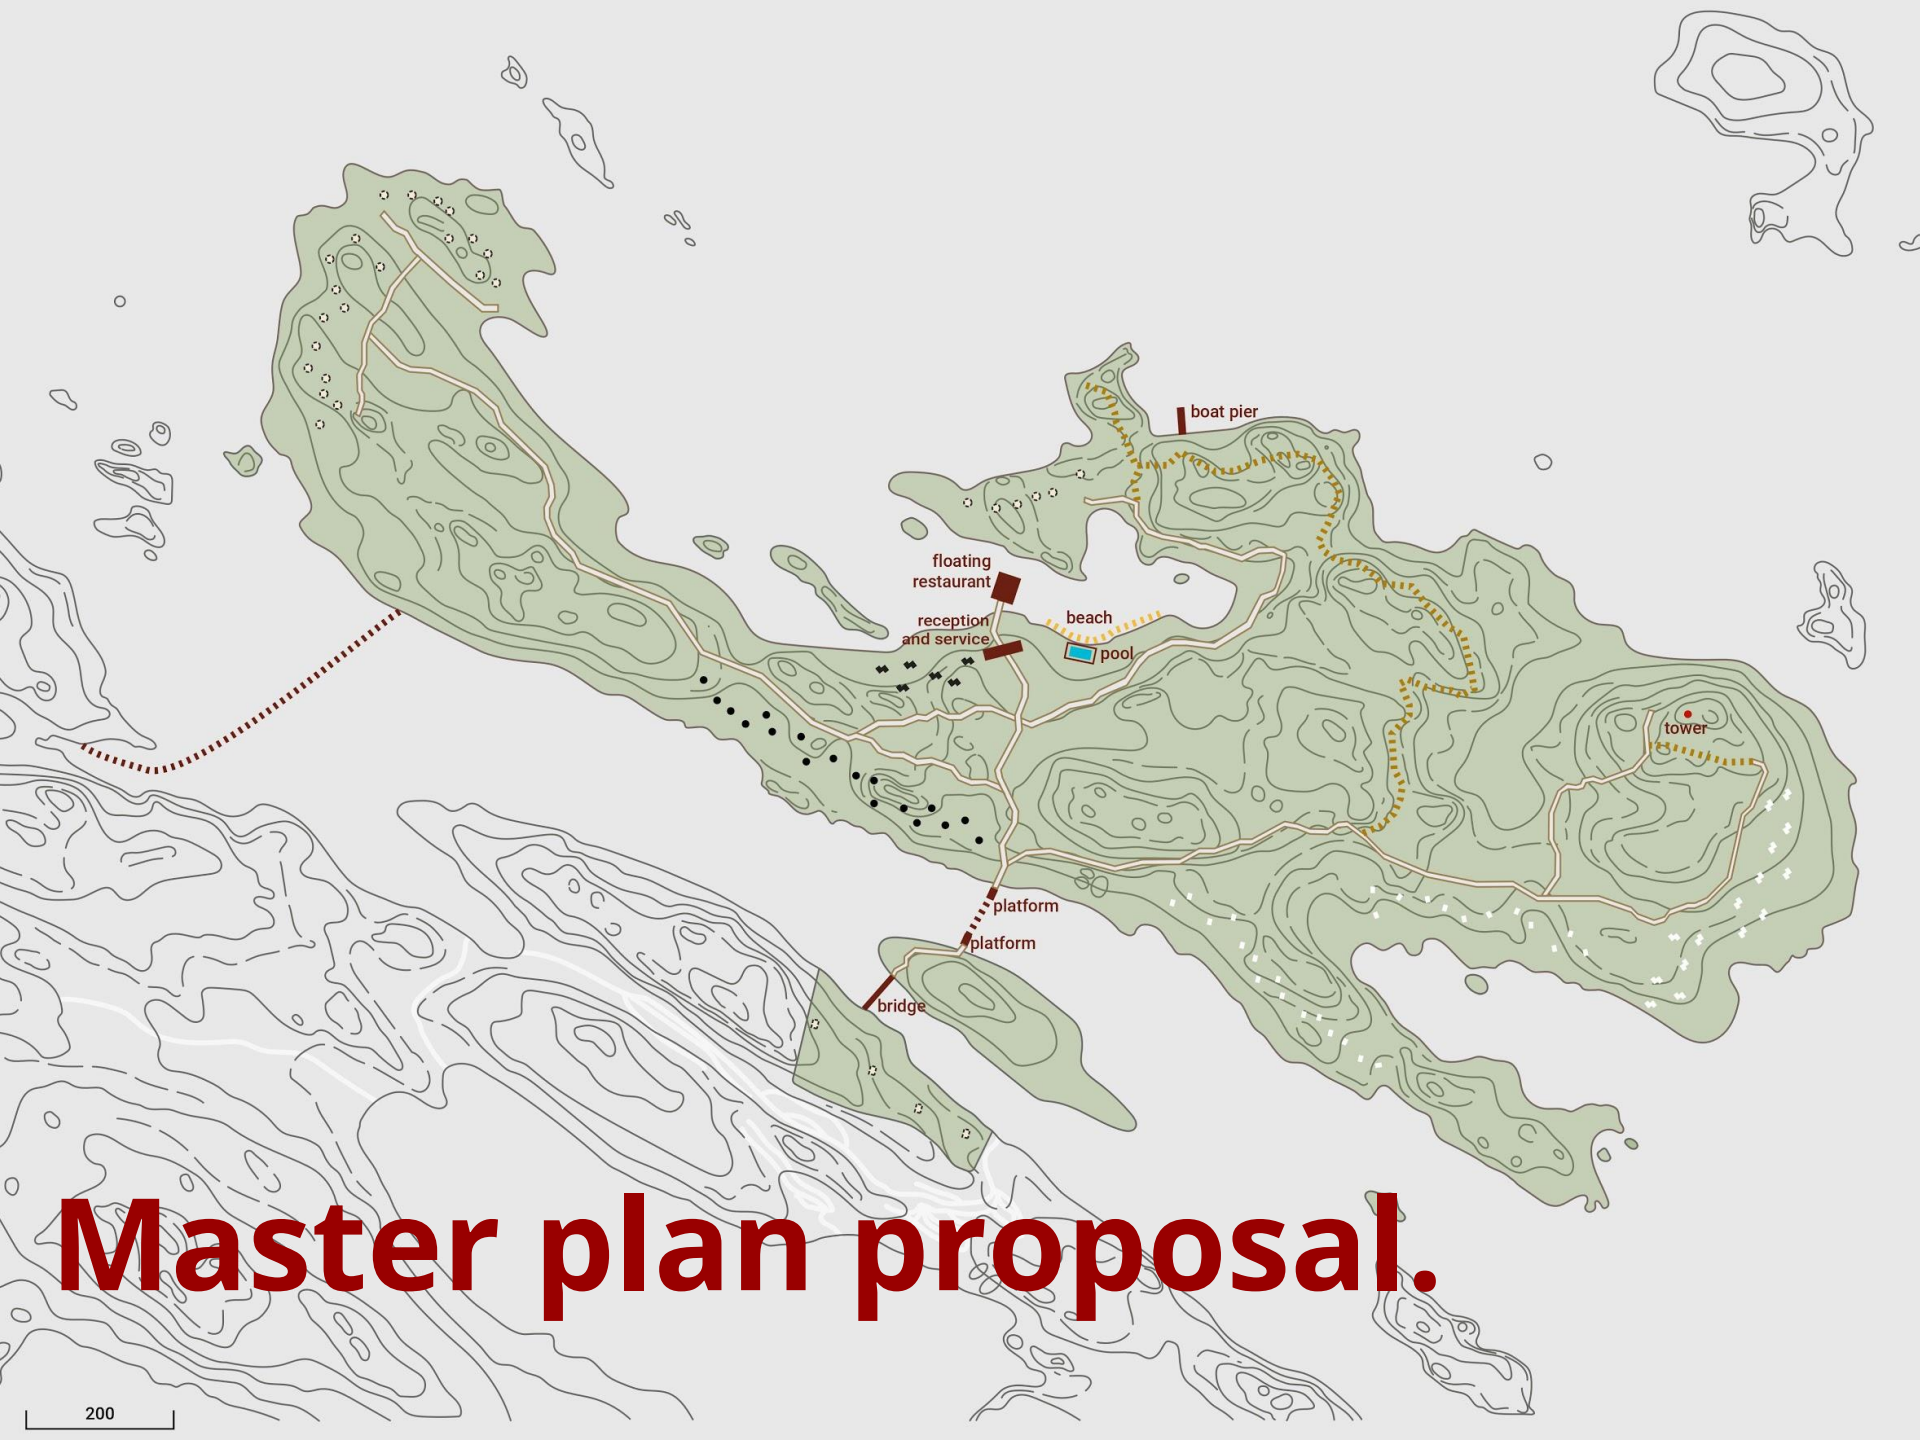 boat pier
floating
restaurant
beach
reception
and service
pool
tower
platform
platform
bridge
Master plan proposal.
200